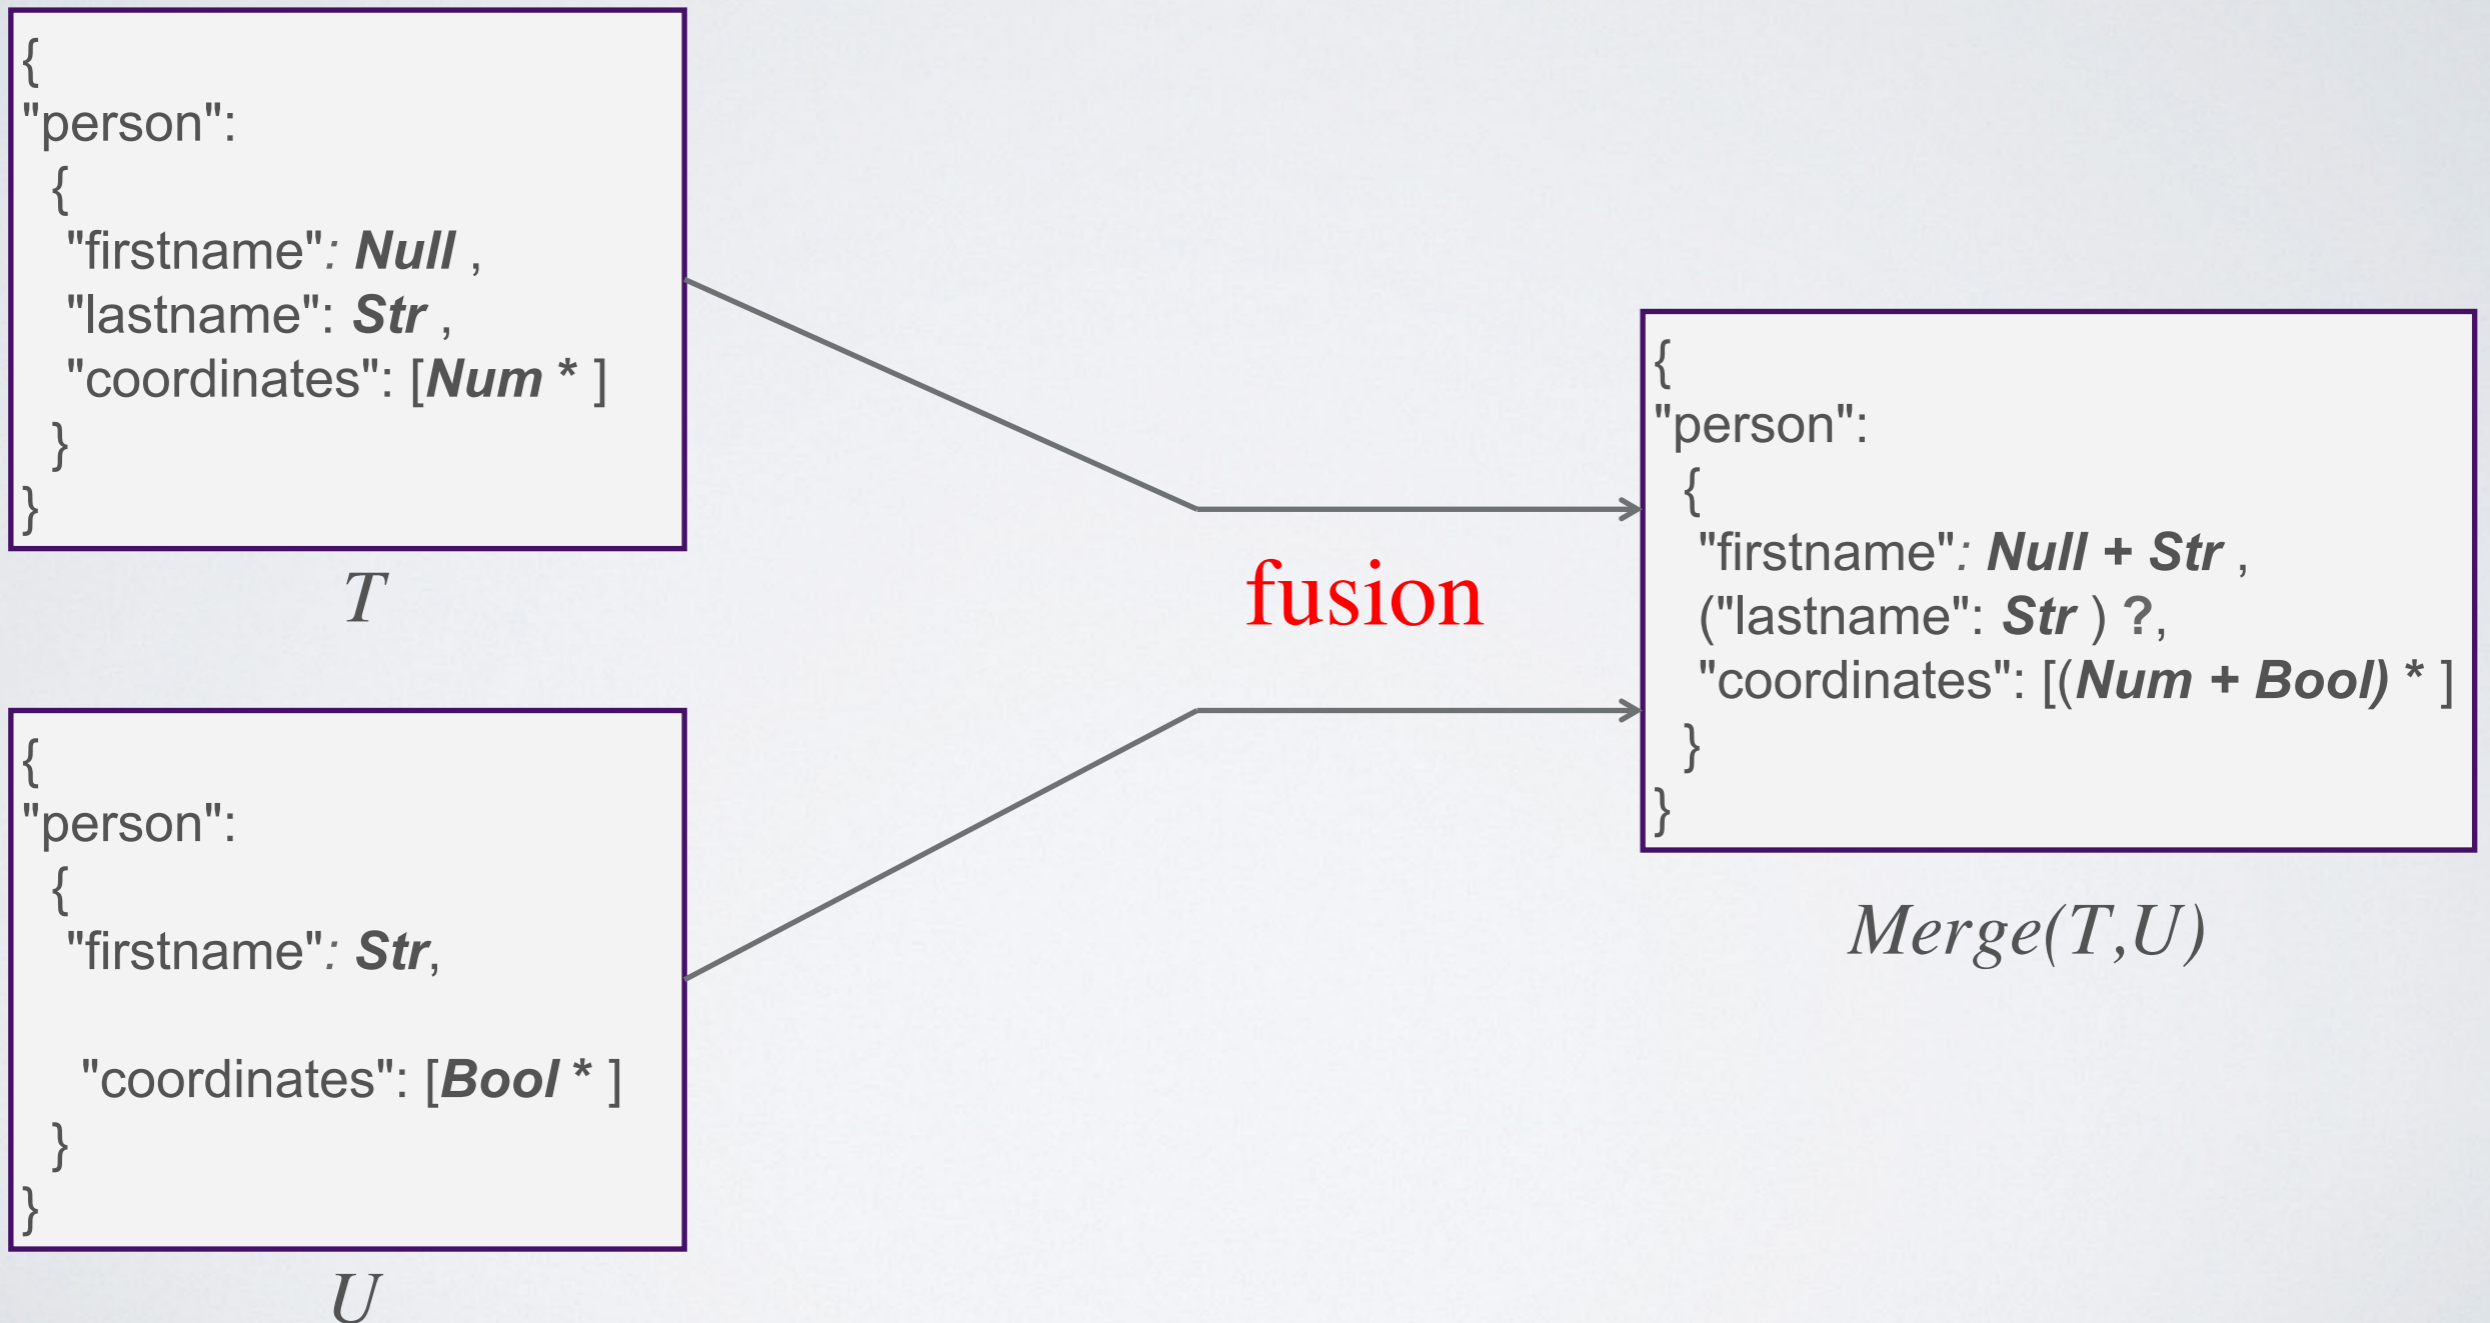 {
"person":
{
"firstname": Null ,
"lastname": Str ,
"coordinates": [Num * ]
}
}
T
{
"person":
{
"firstname": Str,
"coordinates": [Bool * ]
}
}
U
fusion
{
"person":
{
"firstname": Null + Str ,
("lastname": Str ) ?,
"coordinates": [(Num + Bool) * ]
}
}
Merge(T,U)